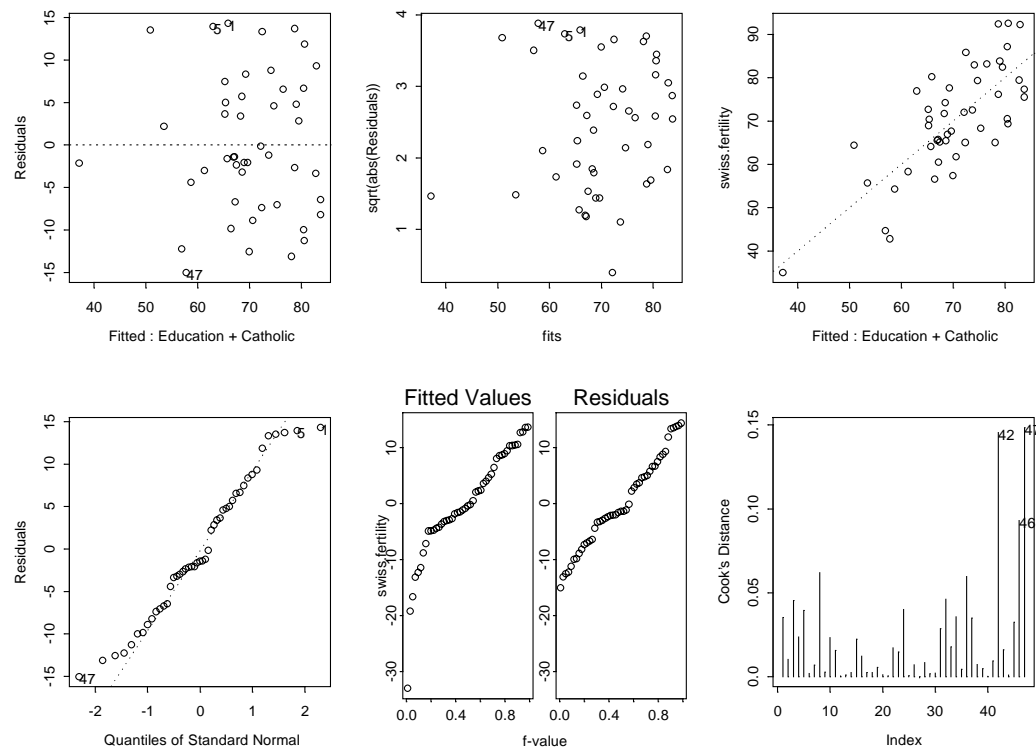 Residuals
-15 -10 -5 0 5 10 15
5 1
47
40 50 60 70 80
Fitted : Education + Catholic
sqrt(abs(Residuals))
1 2 3 4
47 5 1
40 50 60 70 80
fits
swiss.fertility
40 50 60 70 80 90
40 50 60 70 80
Fitted : Education + Catholic
Residuals
-15 -10 -5 0 5 10 15
5 1
47
-2 -1 0 1 2
Quantiles of Standard Normal
Fitted Values Residuals
swiss.fertility
-30 -20 -10 0 10
-30 -20 -10 0 10
0.0 0.4 0.8 0.0 0.4 0.8
f-value
Cook's Distance
0.0 0.05 0.10 0.15
42 47
46
0 10 20 30 40
Index